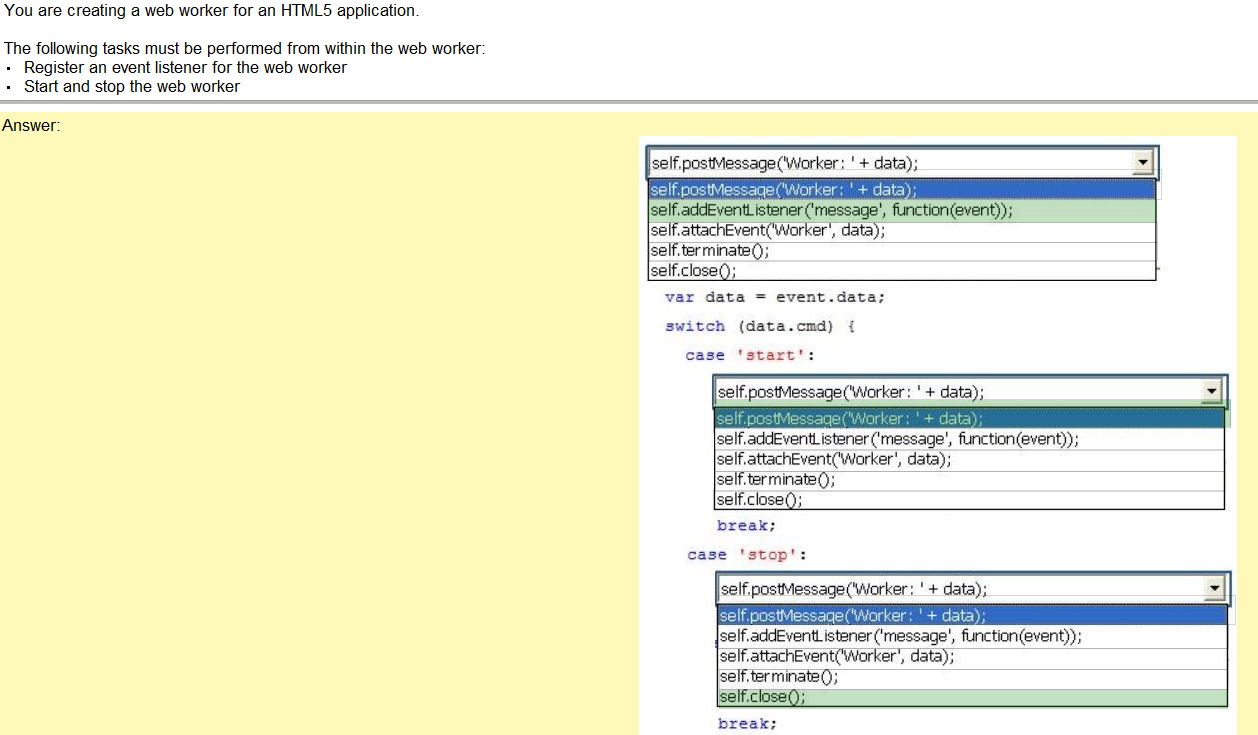 You are creating a web worker for an HTML5 application.
The following tasks must be performed from within the web worker:
· Register an event listener for the web worker
· Start and stop the web worker
Answer:
self.postMessage('Worker: ' + data);
self.postMessage('Worker: ' + data);
self.addEventListener('message', function(event));
self.attachEvent('Worker', data);
self.terminate();
self.close();
var data = event.data;
switch (data.cmd) {
case 'start':
self.postMessage('Worker: ' + data);
self.postMessage('Worker: ' + data);
self.addEventListener('message', function(event));
self.attachEvent('Worker', data);
self.terminate();
self.close();
break;
case 'stop':
self.postMessage('Worker: ' + data);
self.postMessage('Worker: ' + data);
self.addEventListener('message', function(event));
self.attachEvent('Worker', data);
self.terminate();
self.close();
break;